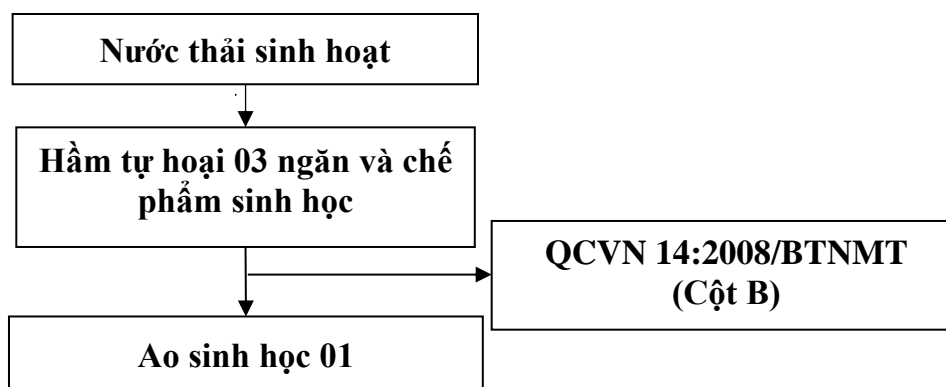 Nước thải sinh hoạt
Hầm tự hoại 03 ngăn và chế
phẩm sinh học
QCVN 14:2008/BTNMT
(Cột B)
Ao sinh học 01